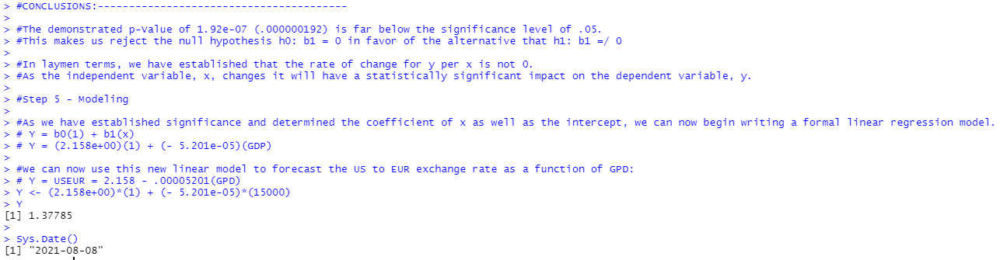 > #CONCLUSIONS:----------------------------------------
>
> #The demonstrated p-Value of 1.92e-07 (.000000192) is far below the significance level of .05.
> #This makes us reject the null hypothesis h0: b1 = 0 in favor of the alternative that h1: b1 =/ 0
>
> #In laymen terms, we have established that the rate of change for y per x is not 0.
> #As the independent variable, x, changes it will have a statistically significant impact on the dependent variable, y.
>
> #Step 5 - Modeling
>
> #As we have established significance and determined the coefficient of x as well as the intercept, we can now begin writing a formal linear regression model.
> # Y = b0(1) + b1(x)
> # Y = (2.158e+00)(1) + (- 5.201e-05)(GDP)
>
> #We can now use this new linear model to forecast the US to EUR exchange rate as a function of GPD:
> # Y = USEUR = 2.158 - .00005201(GPD)
> Y <- (2.158e+00)*(1) + (- 5.201e-05)*(15000)
> Y
[1] 1.37785
>
> Sys.Date()
[1] "2021-08-08"